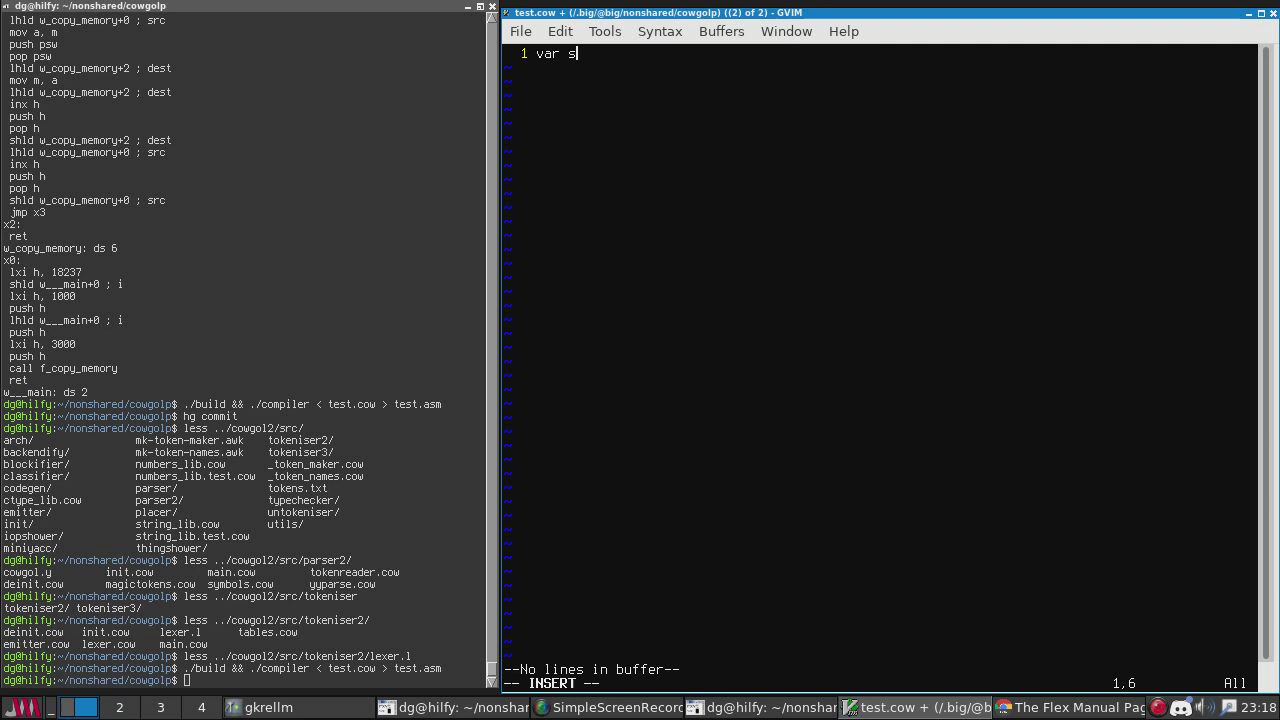 dg@hilfy: ~/nonshared/cowgolp
lhld w_copy_memory+0 ; src
mov a, m
push psw
pop psw
lhld w_copy_memory+2 ; dest
mov m, a
lhld w_copy_memory+2 ; dest
inx h
push h
pop h
shld w_copy_memory+2 ; dest
lhld w_copy_memory+0 ; src
inx h
push h
pop h
shld w_copy_memory+0 ; src
jmp x3
x2:
ret
w_copy_memory: ds 6
x0:
lxi h, 18227
shld w___main+0 ; i
lxi h, 1000
push h
lhld w___main+0 ; i
push h
lxi h, 3000
push h
call f_copy_memory
ret
w___main: ds 2
dg@hilfy:~/nonshared/cowgolp$ ./build && ./compiler < test.cow > test.asm
dg@hilfy:~/nonshared/cowgolp$ hg commit
dg@hilfy:~/nonshared/cowgolp$ less ../cowgol2/src/
arch/ mk-token-maker.awk tokeniser2/
backendify/ mk-token-names.awk tokeniser3/
blockifier/ numbers_lib.cow _token_maker.cow
classifier/ numbers_lib.test.cow _token_names.cow
codegen/ parser/ tokens.txt
ctype_lib.cow parser2/ typechecker/
emitter/ placer/ untokeniser/
init/ string_lib.cow utils/
iopshower/ string_lib.test.cow
miniyacc/ thingshower/
dg@hilfy:~/nonshared/cowgolp$ less ../cowgol2/src/parser2/
cowgol.y init.cow main.cow tokenreader.cow
deinit.cow magictokens.cow symbols.cow yyparse.cow
dg@hilfy:~/nonshared/cowgolp$ less ../cowgol2/src/tokeniser
tokeniser2/ tokeniser3/
dg@hilfy:~/nonshared/cowgolp$ less ../cowgol2/src/tokeniser2/
deinit.cow init.cow lexer.l tables.cow
emitter.cow lexer.cow main.cow
dg@hilfy:~/nonshared/cowgolp$ less ../cowgol2/src/tokeniser2/lexer.l
dg@hilfy:~/nonshared/cowgolp$ ./build && ./compiler < test.cow > test.asm
dg@hilfy:~/nonshared/cowgolp$
test.cow + (/.big/@big/nonshared/cowgolp) ((2) of 2) - GVIM
File Edit Tools Syntax Buffers Window Help
1 var s
--No lines in buffer--
-- INSERT -- 1,6 All
2 3 4 gkrellm dg@hilfy: ~/nonshar SimpleScreenRecord dg@hilfy: ~/nonshar test.cow + (/.big/@b The Flex Manual Pag 23:18